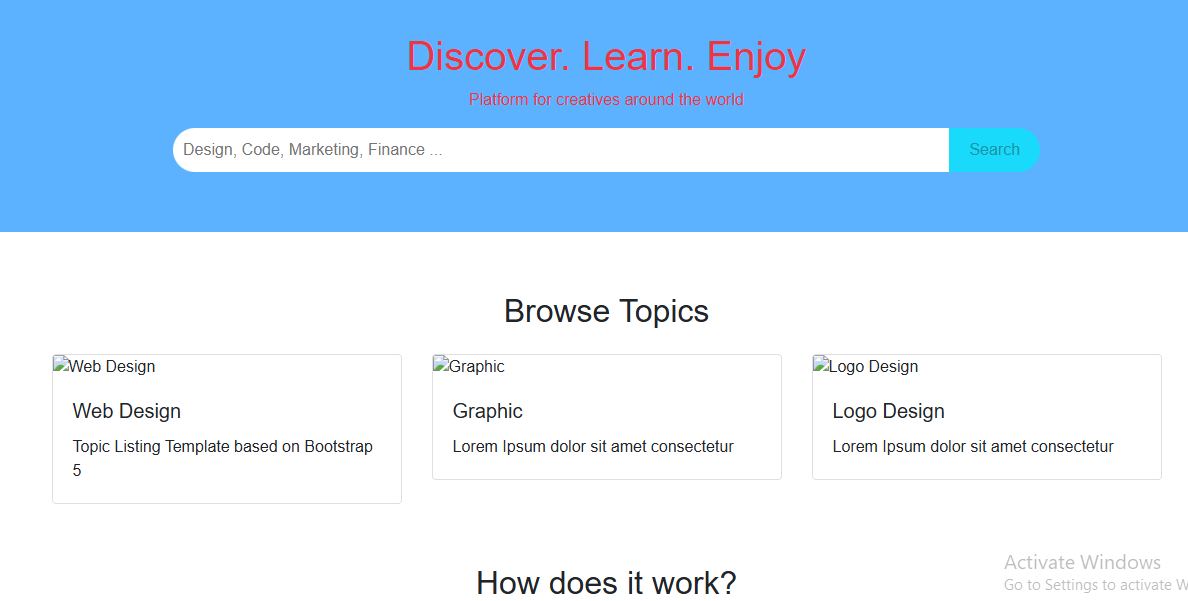 Discover. Learn. Enjoy
Platform for creatives around the world
Design, Code, Marketing, Finance ...
Search
Browse Topics
Web Design
Web Design
Topic Listing Template based on Bootstrap
5
Graphic
Graphic
Lorem Ipsum dolor sit amet consectetur
Logo Design
Logo Design
Lorem Ipsum dolor sit amet consectetur
How does it work?
Activate Windows
Go to Settings to activate W